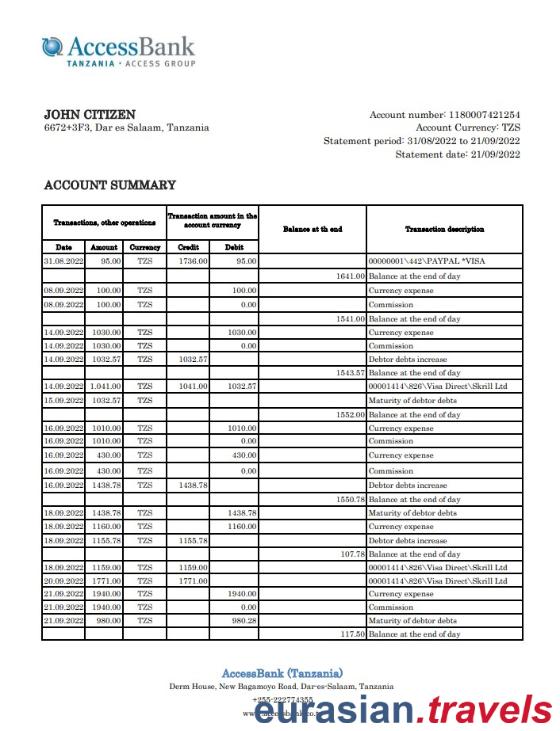 AccessBank
TANZANIA • ACCESS GROUP
JOHN CITIZEN
6672+3F3, Dar es Salaam, Tanzania
Account number: 1180007421254
Account Currency: TZS
Statement period: 31/08/2022 to 21/09/2022
Statement date: 21/09/2022
ACCOUNT SUMMARY
Transactions, other operations Transaction amount in the account currency Balance at th end Transaction description
Date Amount Currency Credit Debit
31.08.2022 95.00 TZS 1736.00 95.00 00000001\442\PAYPAL *VISA
1641.00 Balance at the end of day
08.09.2022 100.00 TZS 100.00 Currency expense
08.09.2022 100.00 TZS 0.00 Commission
1541.00 Balance at the end of day
14.09.2022 1030.00 TZS 1030.00 Currency expense
14.09.2022 1030.00 TZS 0.00 Commission
14.09.2022 1032.57 TZS 1032.57 Debtor debts increase
1543.57 Balance at the end of day
14.09.2022 1.041.00 TZS 1041.00 1032.57 00001414\826\Visa Direct\Skrill Ltd
15.09.2022 1032.57 TZS Maturity of debtor debts
1552.00 Balance at the end of day
16.09.2022 1010.00 TZS 1010.00 Currency expense
16.09.2022 1010.00 TZS 0.00 Commission
16.09.2022 430.00 TZS 430.00 Currency expense
16.09.2022 430.00 TZS 0.00 Commission
16.09.2022 1438.78 TZS 1438.78 Debtor debts increase
1550.78 Balance at the end of day
18.09.2022 1438.78 TZS 1438.78 Maturity of debtor debts
18.09.2022 1160.00 TZS 1160.00 Currency expense
18.09.2022 1155.78 TZS 1155.78 Debtor debts increase
107.78 Balance at the end of day
18.09.2022 1159.00 TZS 1159.00 00001414\826\Visa Direct\Skrill Ltd
20.09.2022 1771.00 TZS 1771.00 00001414\826\Visa Direct\Skrill Ltd
21.09.2022 1940.00 TZS 1940.00 Currency expense
21.09.2022 1940.00 TZS 0.00 Commission
21.09.2022 980.00 TZS 980.28 Maturity of debtor debts
117.50 Balance at the end of day
AccessBank (Tanzania)
Derm House, New Bagamoyo Road, Dar-es-Salaam, Tanzania
+255-222774355
eurasian.travels